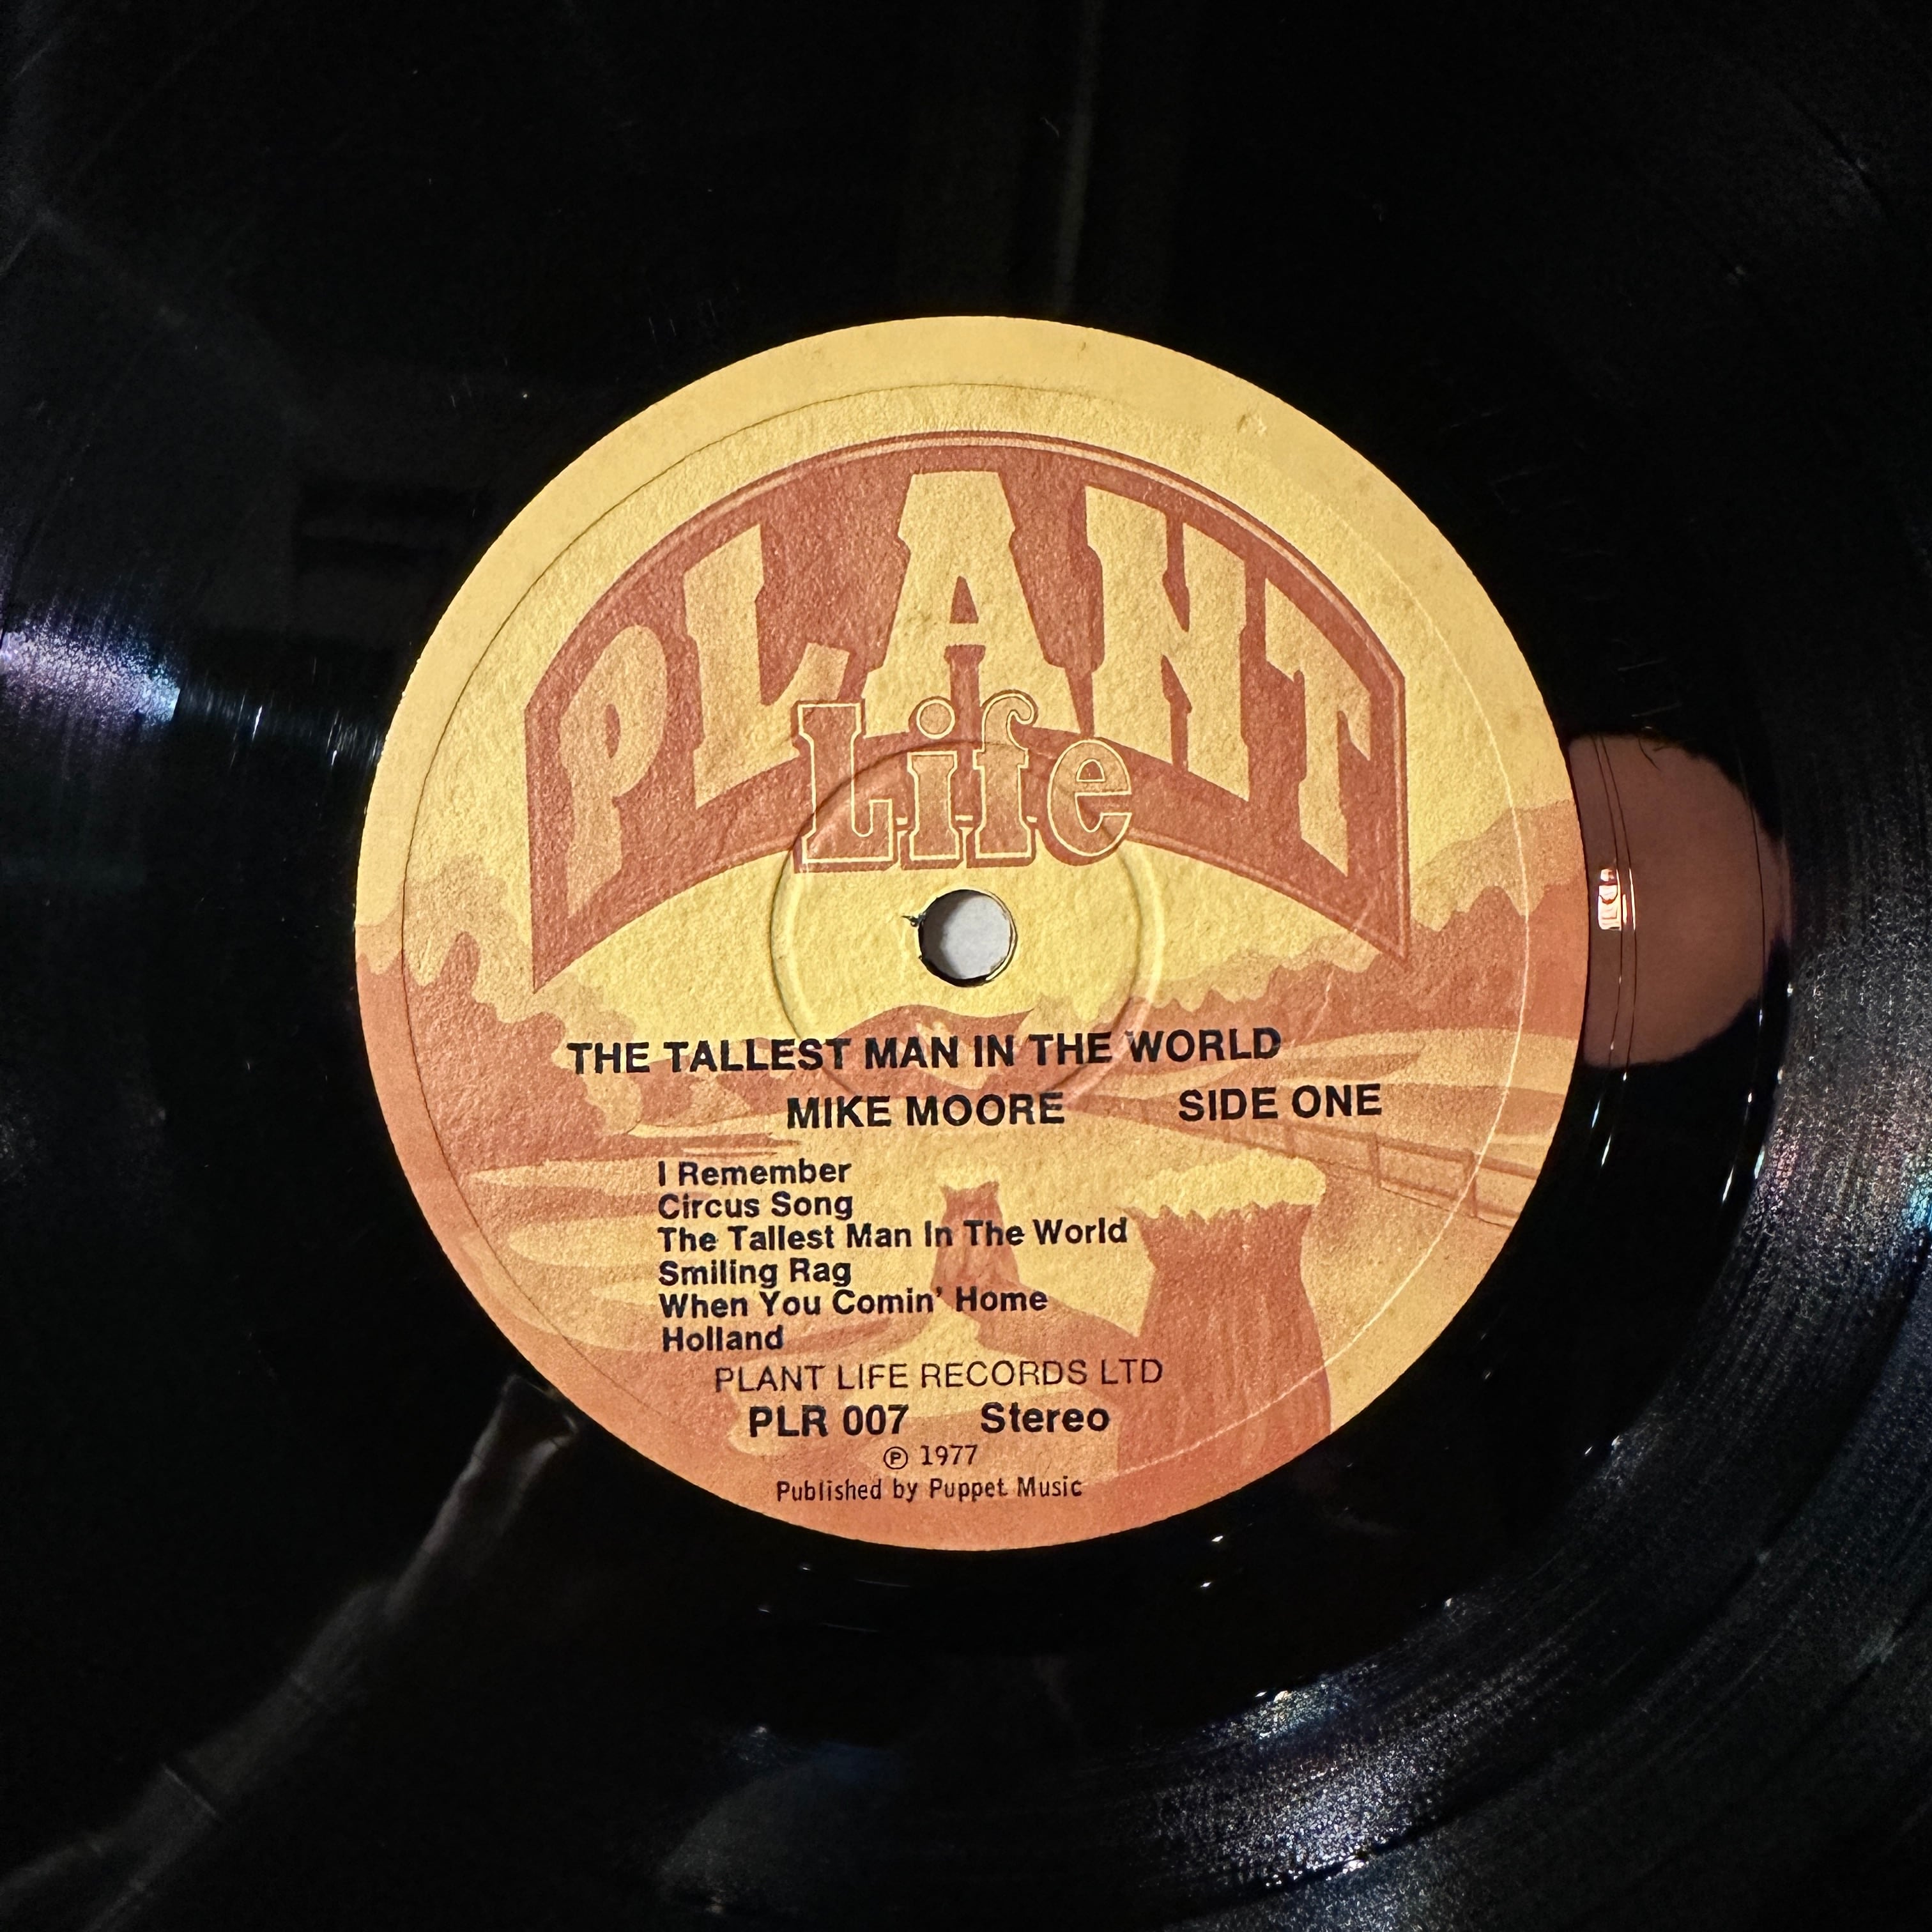 PLANT
Life
THE TALLEST MAN IN THE WORLD
MIKE MOORE SIDE ONE
I Remember
Circus Song
The Tallest Man In The World
Smiling Rag
When You Comin' Home
Holland
PLANT LIFE RECORDS LTD
PLR 007 Stereo
℗ 1977
Published by Puppet Music